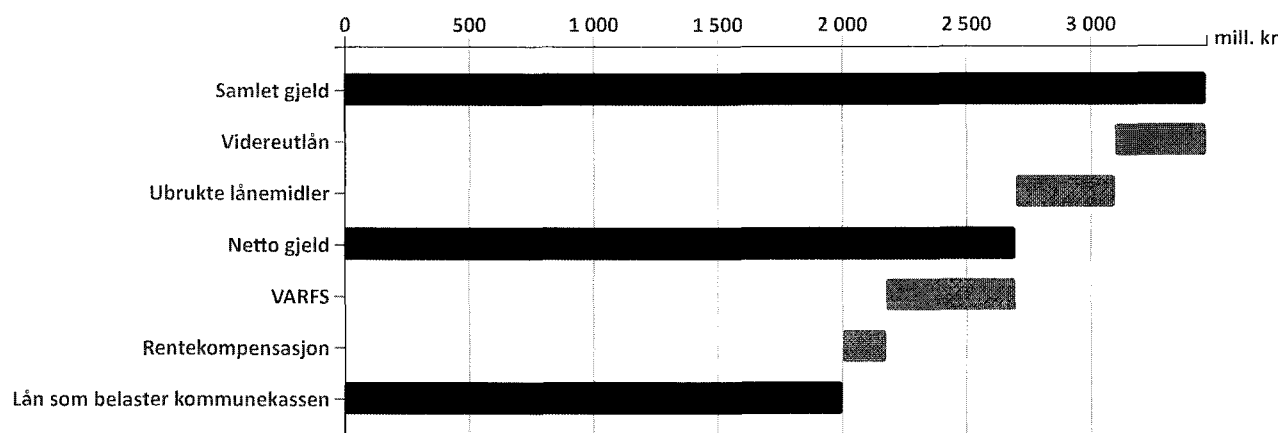 0 500 1 000 1 500 2 000 2 500 3 000
mill. kr
Samlet gjeld
Videreutlån
Ubrukte lånemidler
Netto gjeld
VARFS
Rentekompensasjon
Lån som belaster kommunekassen